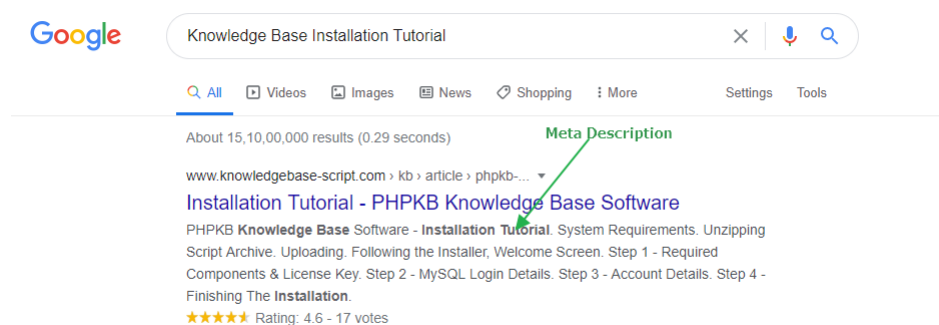 Google
Knowledge Base Installation Tutorial
All Videos Images News Shopping More Settings Tools
About 15,10,00,000 results (0.29 seconds)
Meta Description
www.knowledgebase-script.com › kb › article › phpkb-...
Installation Tutorial - PHPKB Knowledge Base Software
PHPKB Knowledge Base Software - Installation Tutorial. System Requirements. Unzipping
Script Archive. Uploading. Following the Installer, Welcome Screen. Step 1 - Required
Components & License Key. Step 2 - MySQL Login Details. Step 3 - Account Details. Step 4 -
Finishing The Installation.
Rating: 4.6 - 17 votes